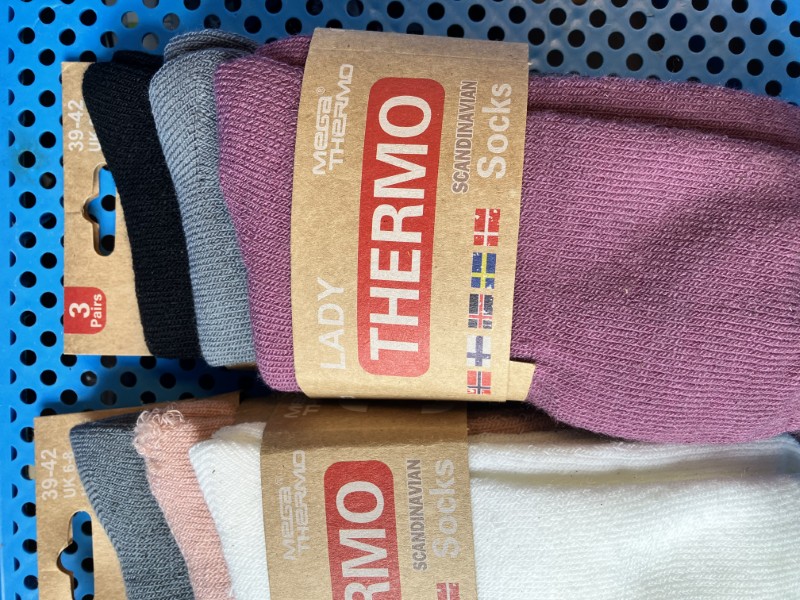 39-42
UK
3
Pairs
MEGA®
THERMO
LADY
THERMO
SCANDINAVIAN
Socks
39-42
UK 6-8
MEGA
THERMO
RMO
SCANDINAVIAN
Socks